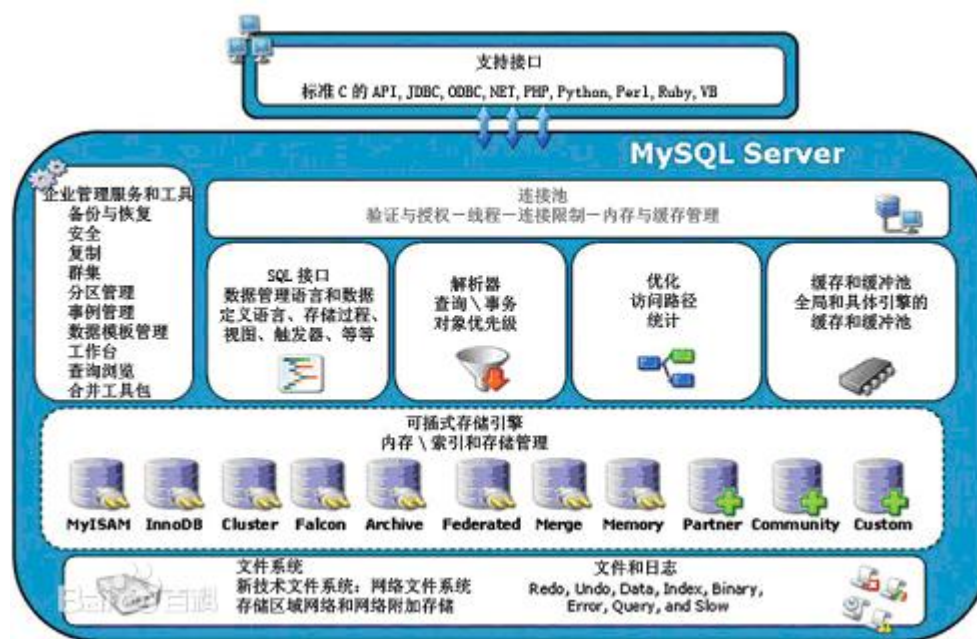 支持接口
标准 C 的 API, JDBC, ODBC, NET, PHP, Python, Perl, Ruby, VB
MySQL Server
企业管理服务和工具
备份与恢复
安全
复制
群集
分区管理
事例管理
数据模板管理
工作台
查询浏览
合并工具包
连接池
验证与授权－线程－连接限制－内存与缓存管理
SQL 接口
数据管理语言和数据
定义语言、存储过程、
视图、触发器、等等
解析器
查询 \ 事务
对象优先级
优化
访问路径
统计
缓存和缓冲池
全局和具体引擎的
缓存和缓冲池
可插式存储引擎
内存 \ 索引和存储管理
MyISAM InnoDB Cluster Falcon Archive Federated Merge Memory Partner Community Custom
文件系统
新技术文件系统：网络文件系统
存储区域网络和网络附加存储
文件和日志
Redo, Undo, Data, Index, Binary,
Error, Query, and Slow
Bai百科